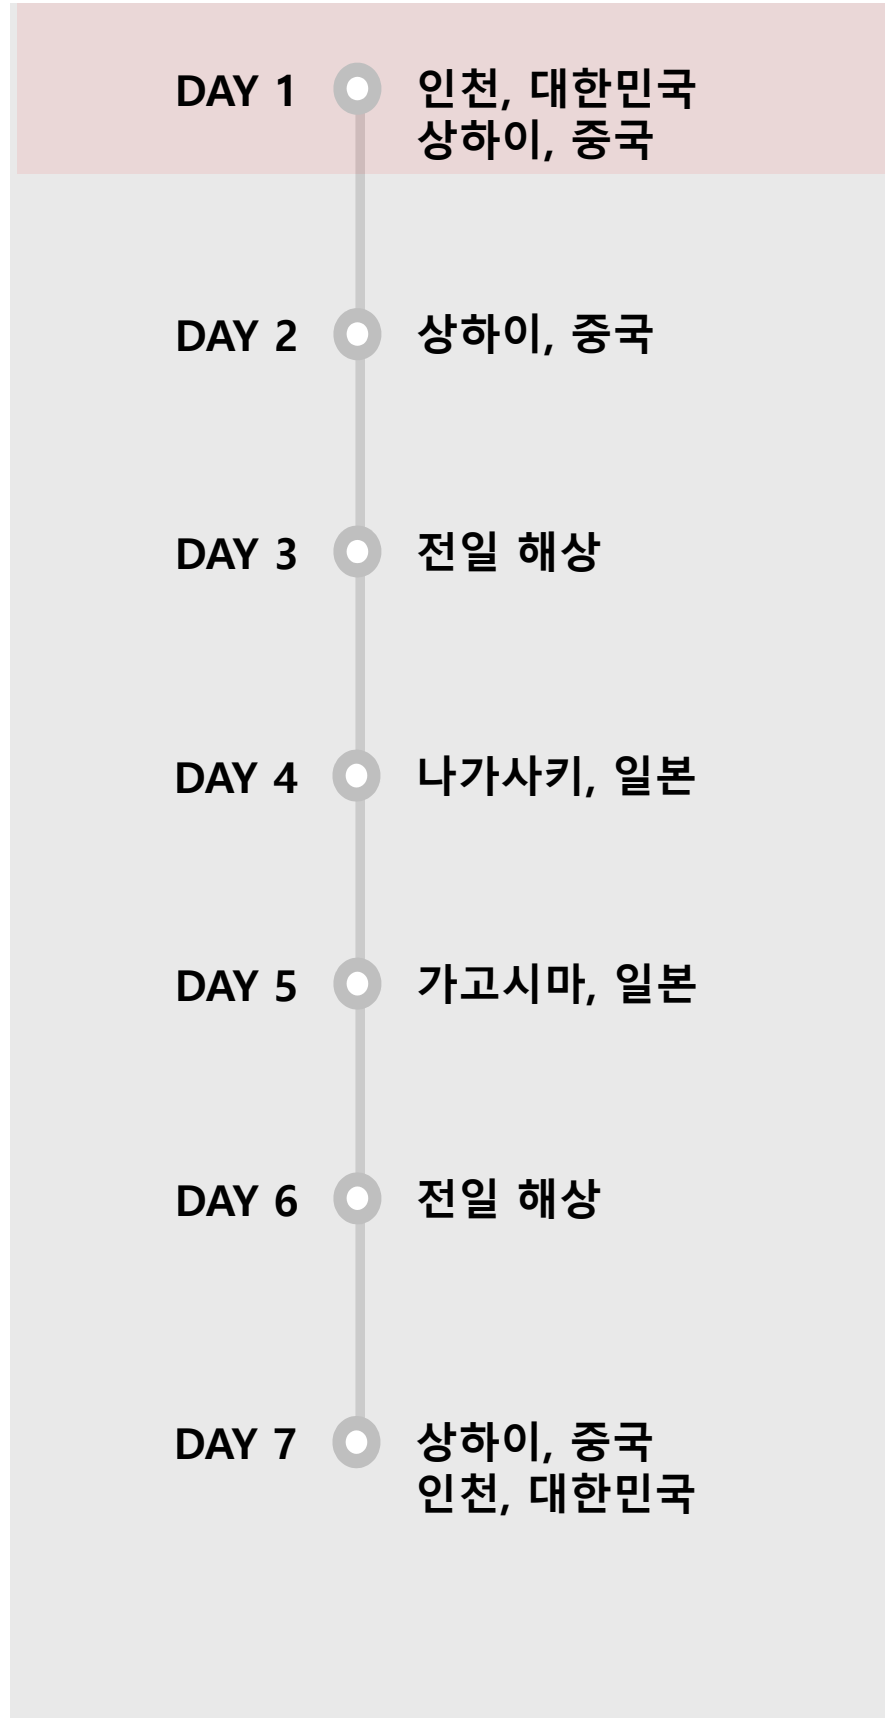 DAY 1 인천, 대한민국
상하이, 중국
DAY 2 상하이, 중국
DAY 3 전일 해상
DAY 4 나가사키, 일본
DAY 5 가고시마, 일본
DAY 6 전일 해상
DAY 7 상하이, 중국
인천, 대한민국